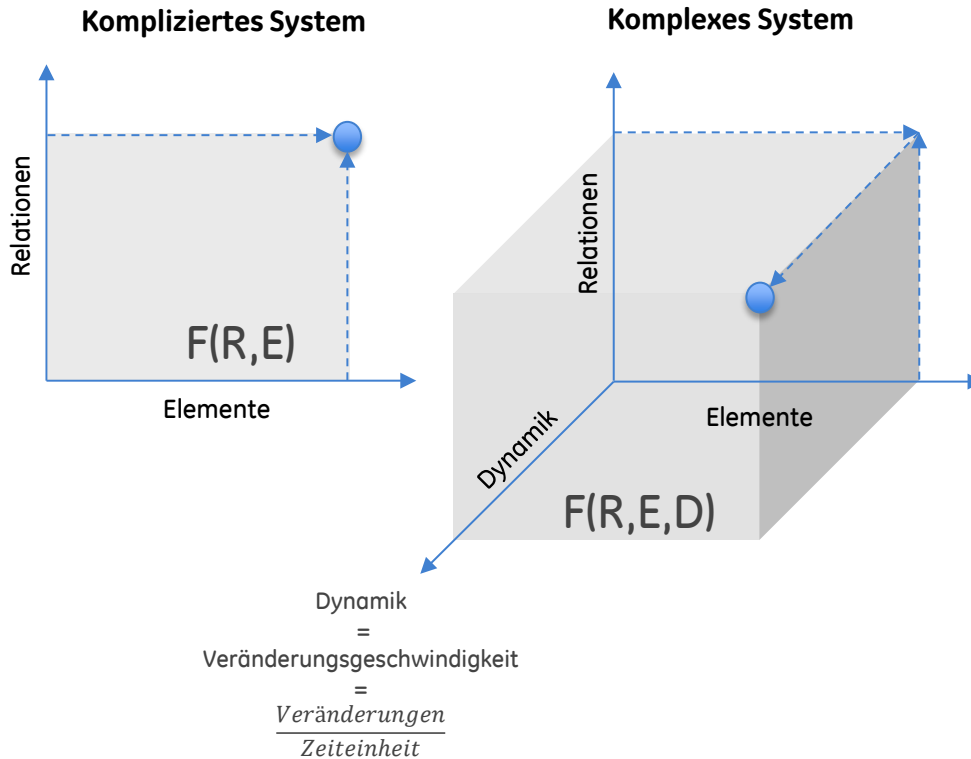 Kompliziertes System
Relationen
F(R,E)
Elemente
Komplexes System
Relationen
Elemente
Dynamik
F(R,E,D)
Dynamik
=
Veränderungsgeschwindigkeit
=
Veränderungen
Zeiteinheit